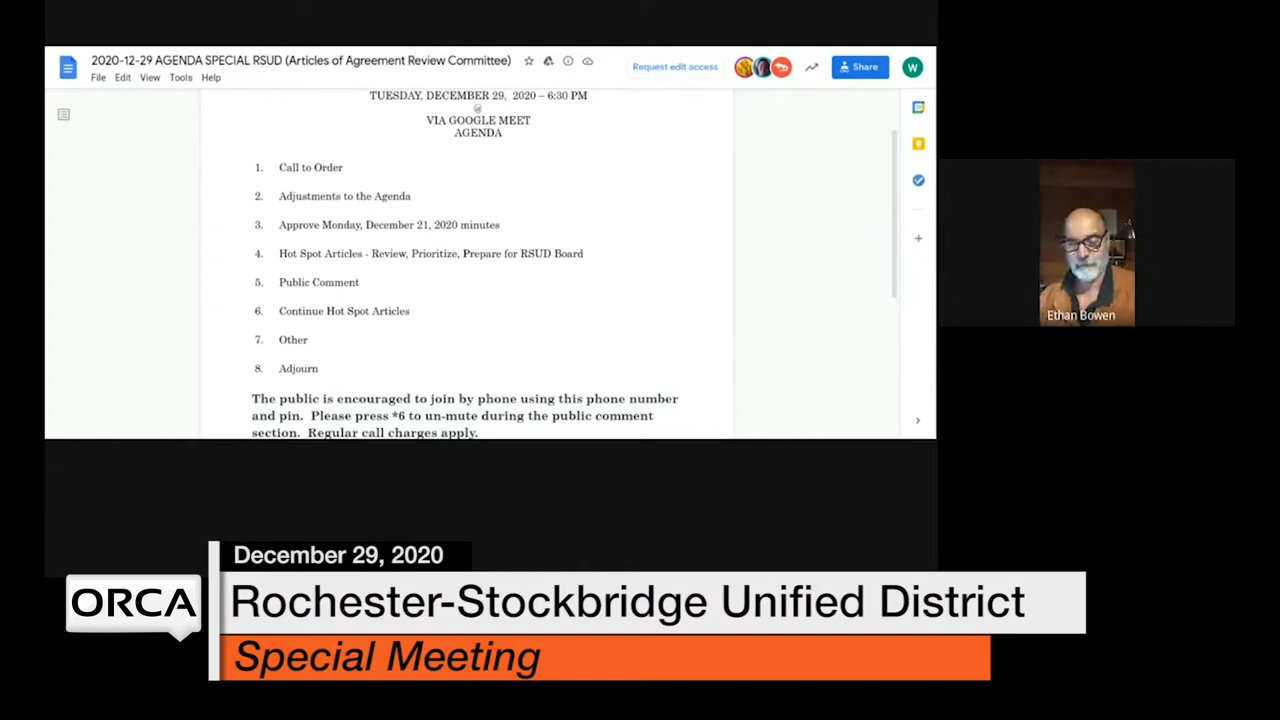 2020-12-29 AGENDA SPECIAL RSUD (Articles of Agreement Review Committee)
File Edit View Tools Help
Request edit access
Share
W
TUESDAY, DECEMBER 29, 2020 – 6:30 PM
@
VIA GOOGLE MEET
AGENDA
1. Call to Order
2. Adjustments to the Agenda
3. Approve Monday, December 21, 2020 minutes
4. Hot Spot Articles - Review, Prioritize, Prepare for RSUD Board
5. Public Comment
6. Continue Hot Spot Articles
7. Other
8. Adjourn
The public is encouraged to join by phone using this phone number
and pin. Please press *6 to un-mute during the public comment
section. Regular call charges apply.
Ethan Bowen
December 29, 2020
ORCA
Rochester-Stockbridge Unified District
Special Meeting